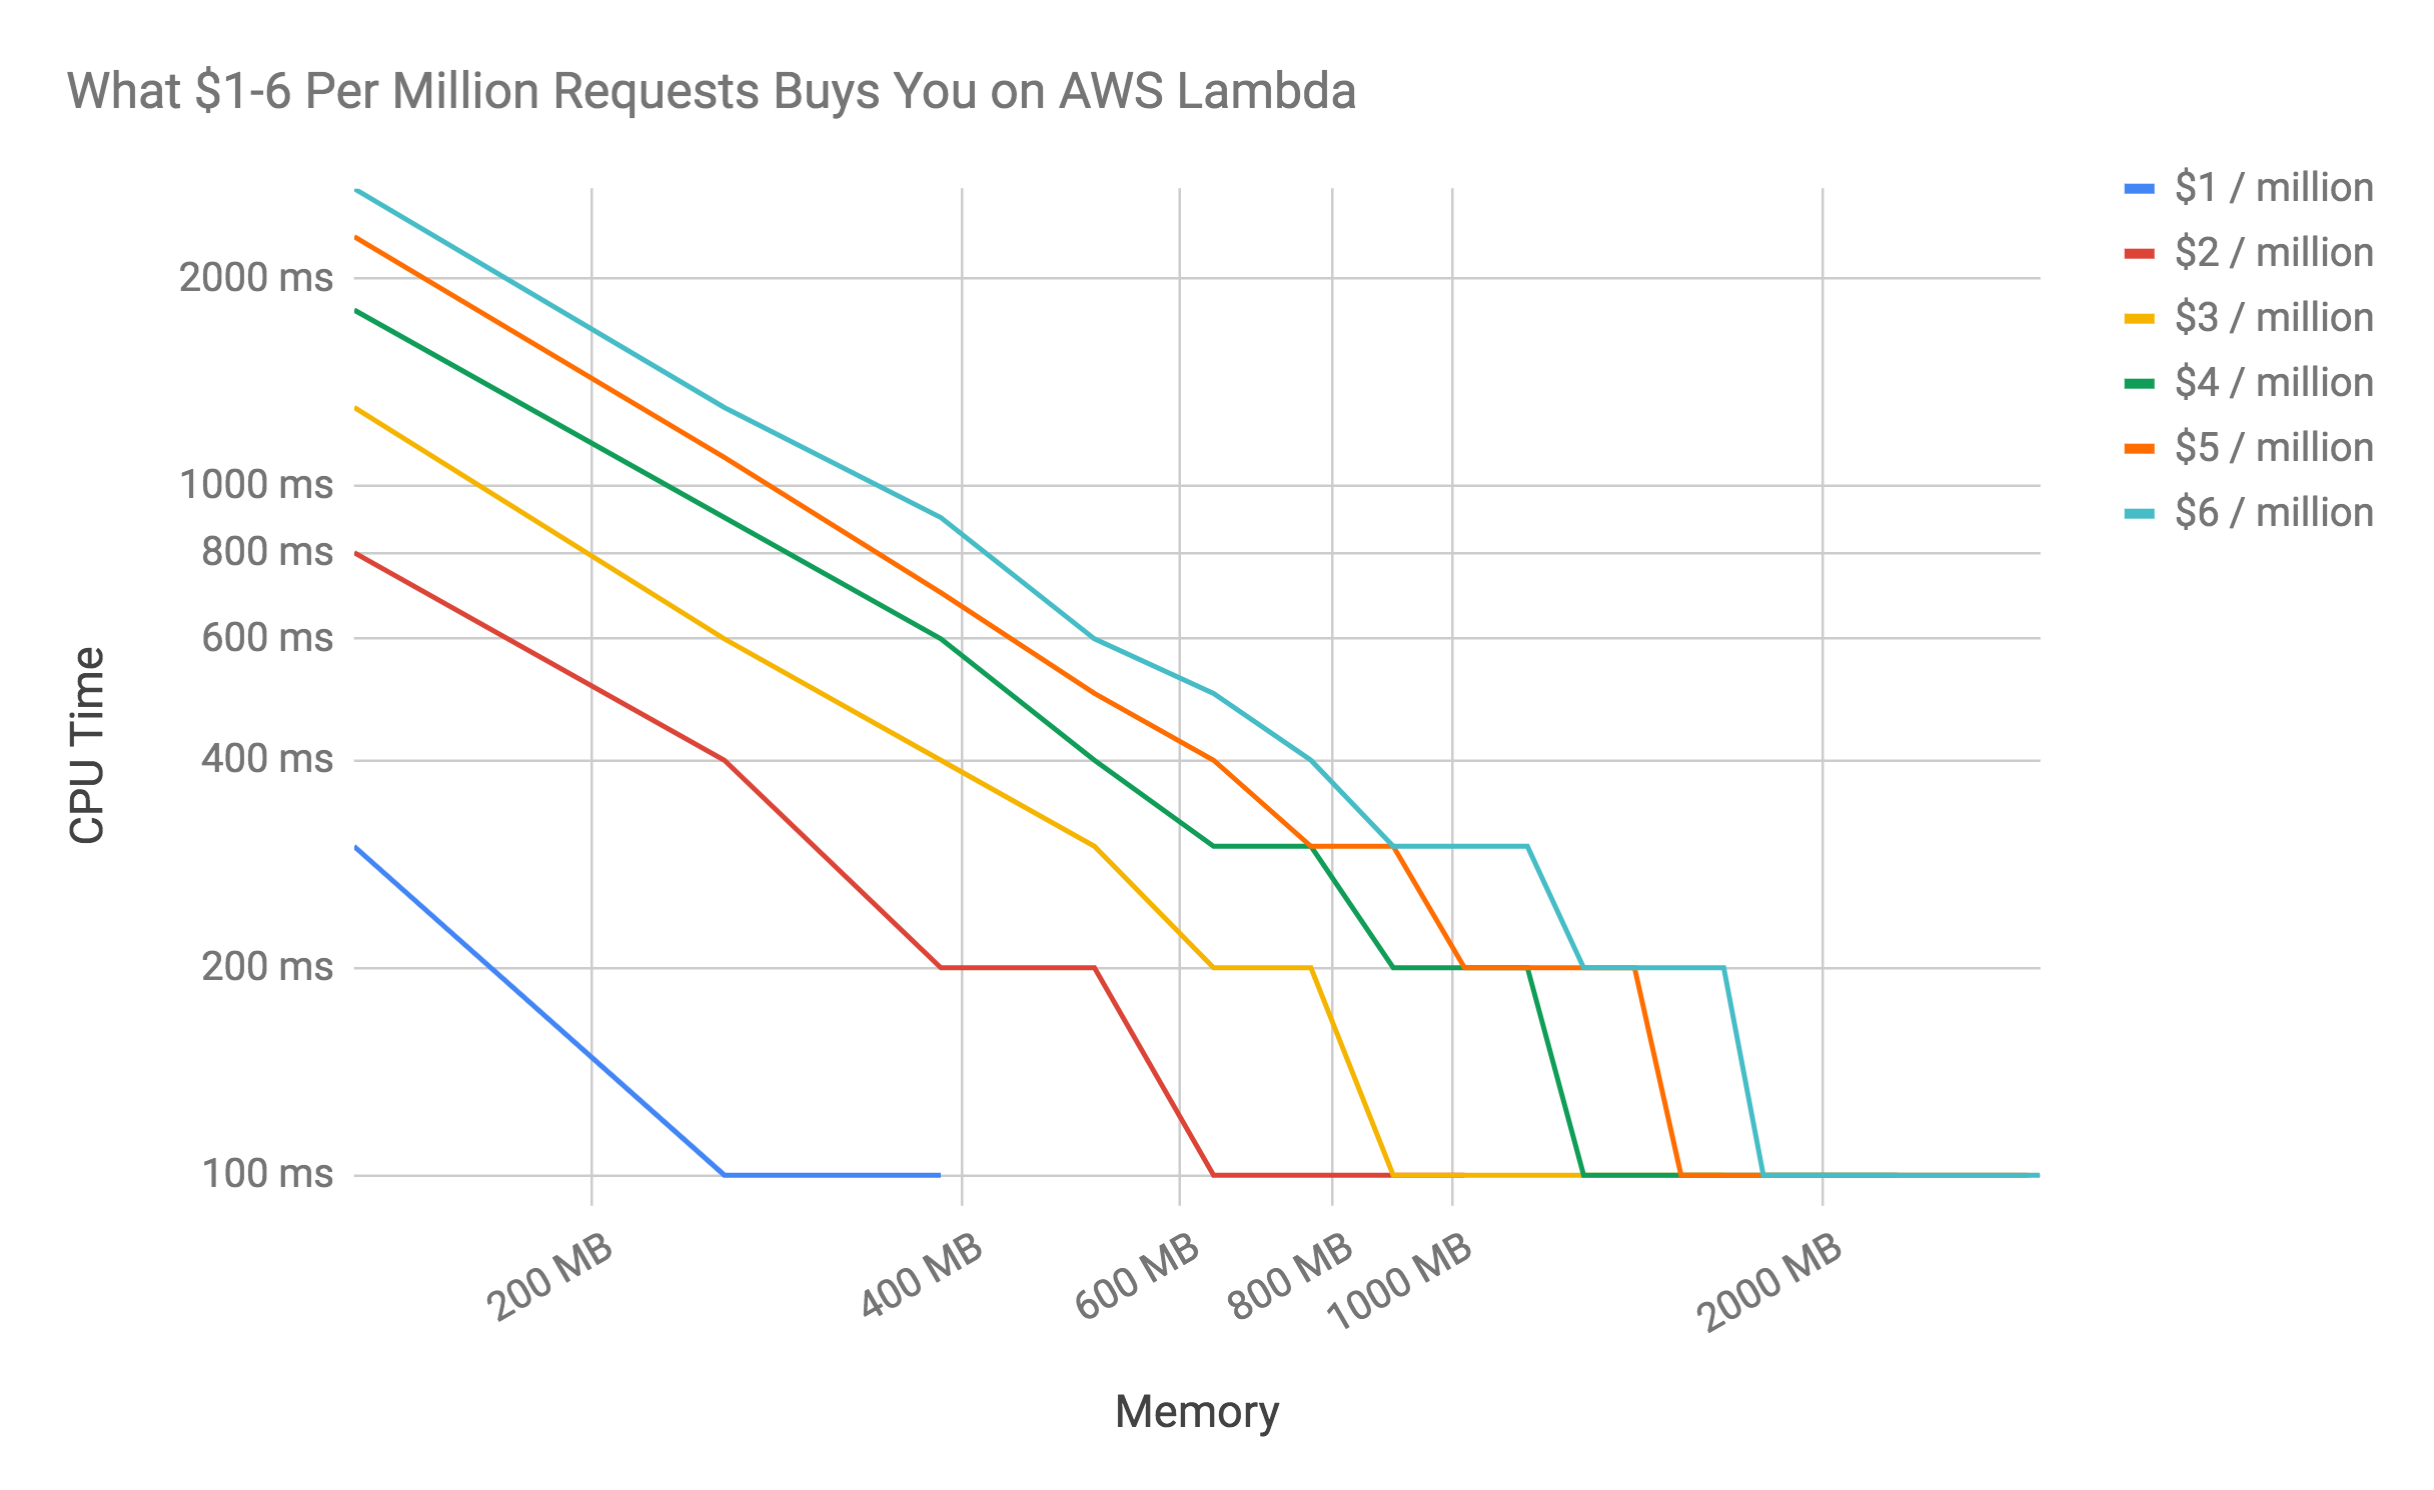 What $1-6 Per Million Requests Buys You on AWS Lambda
$1 / million
$2 / million
$3 / million
$4 / million
$5 / million
$6 / million
CPU Time
2000 ms
1000 ms
800 ms
600 ms
400 ms
200 ms
100 ms
200 MB
400 MB
600 MB
800 MB
1000 MB
2000 MB
Memory